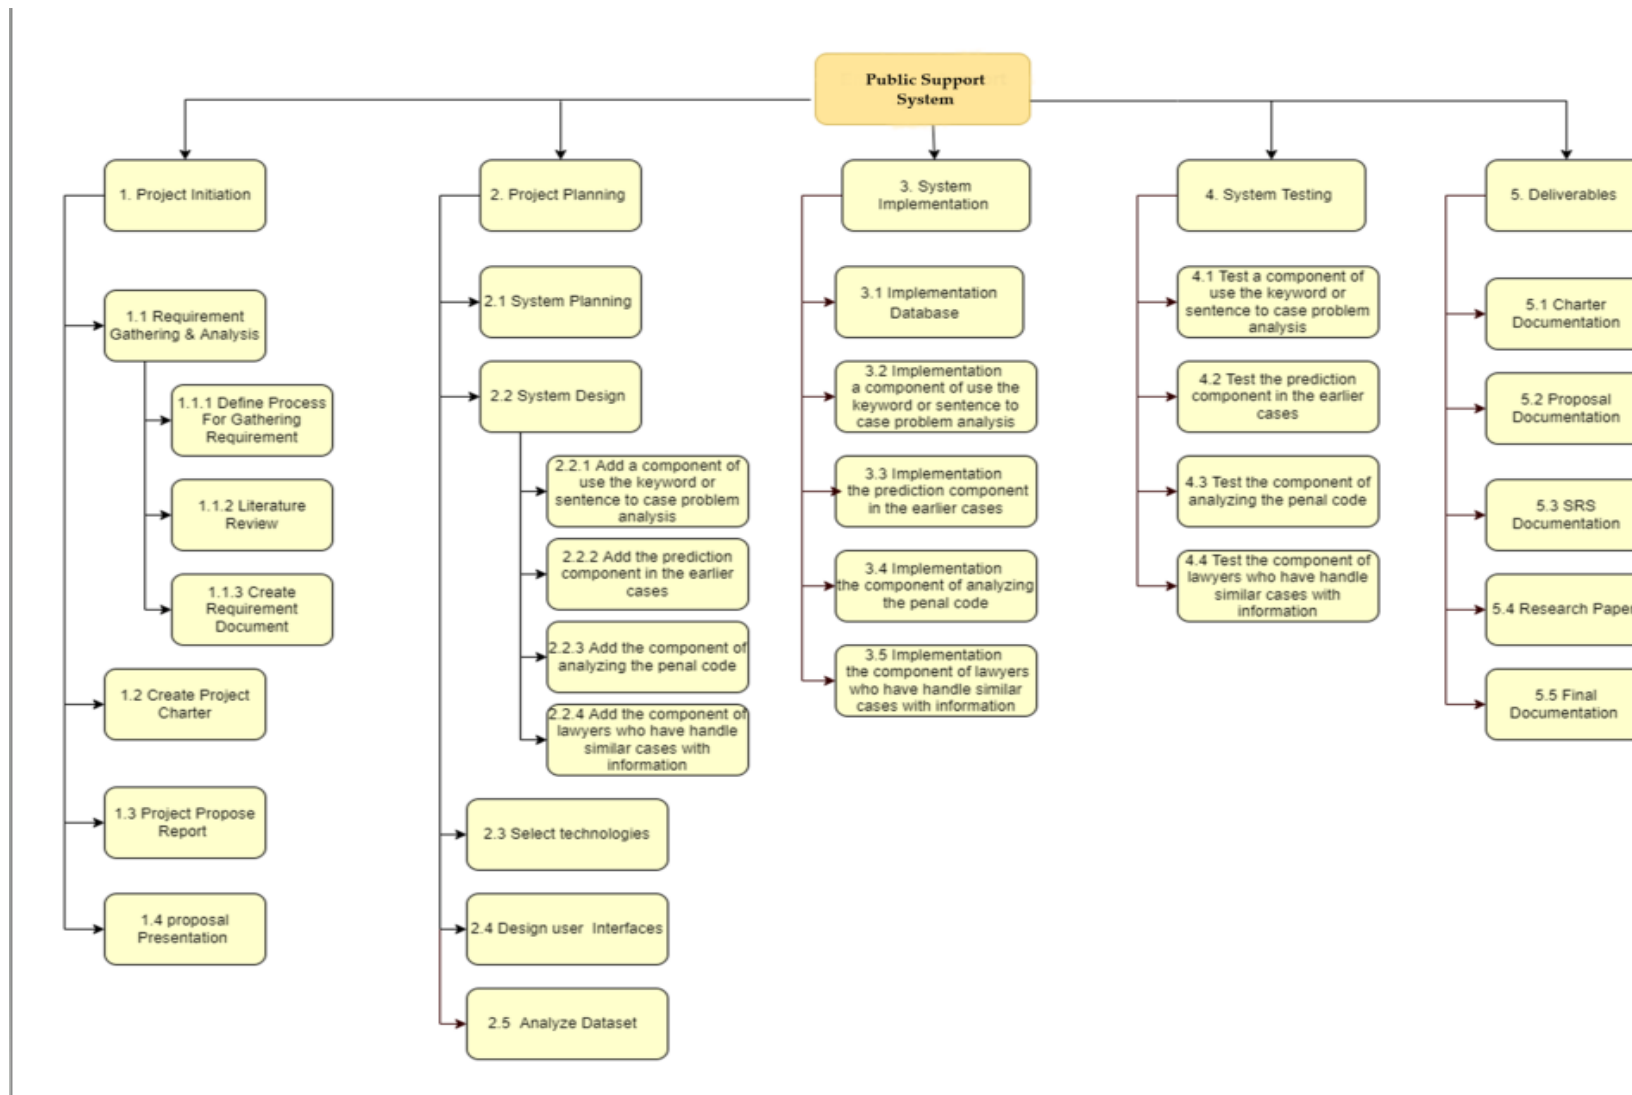 Public Support
System
1. Project Initiation
1.1 Requirement
Gathering & Analysis
1.1.1 Define Process
For Gathering
Requirement
1.1.2 Literature
Review
1.1.3 Create
Requirement
Document
1.2 Create Project
Charter
1.3 Project Propose
Report
1.4 proposal
Presentation
2. Project Planning
2.1 System Planning
2.2 System Design
2.2.1 Add a component of
use the keyword or
sentence to case problem
analysis
2.2.2 Add the prediction
component in the earlier
cases
2.2.3 Add the component of
analyzing the penal code
2.2.4 Add the component of
lawyers who have handle
similar cases with
information
2.3 Select technologies
2.4 Design user Interfaces
2.5 Analyze Dataset
3. System
Implementation
3.1 Implementation
Database
3.2 Implementation
a component of use the
keyword or sentence to
case problem analysis
3.3 Implementation
the prediction component
in the earlier cases
3.4 Implementation
the component of analyzing
the penal code
3.5 Implementation
the component of lawyers
who have handle similar
cases with information
4. System Testing
4.1 Test a component of
use the keyword or
sentence to case problem
analysis
4.2 Test the prediction
component in the earlier
cases
4.3 Test the component of
analyzing the penal code
4.4 Test the component of
lawyers who have handle
similar cases with
information
5. Deliverables
5.1 Charter
Documentation
5.2 Proposal
Documentation
5.3 SRS
Documentation
5.4 Research Paper
5.5 Final
Documentation